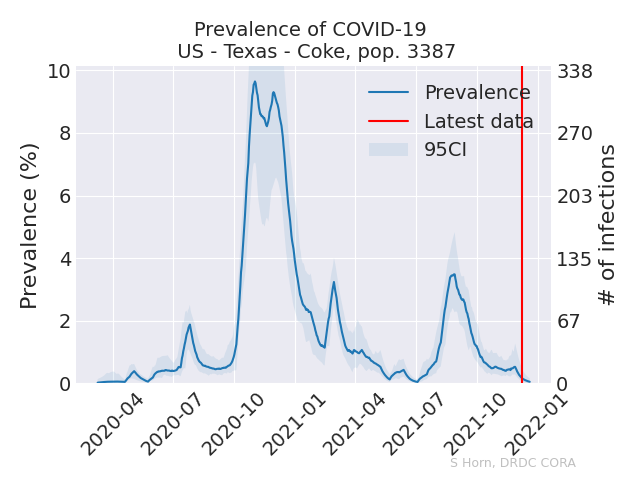 Prevalence of COVID-19
US - Texas - Coke, pop. 3387
Prevalence (%)
10
8
6
4
2
0
338
270
203
135
67
0
# of infections
Prevalence
Latest data
95CI
2020-04
2020-07
2020-10
2021-01
2021-04
2021-07
2021-10
2022-01
S Horn, DRDC CORA